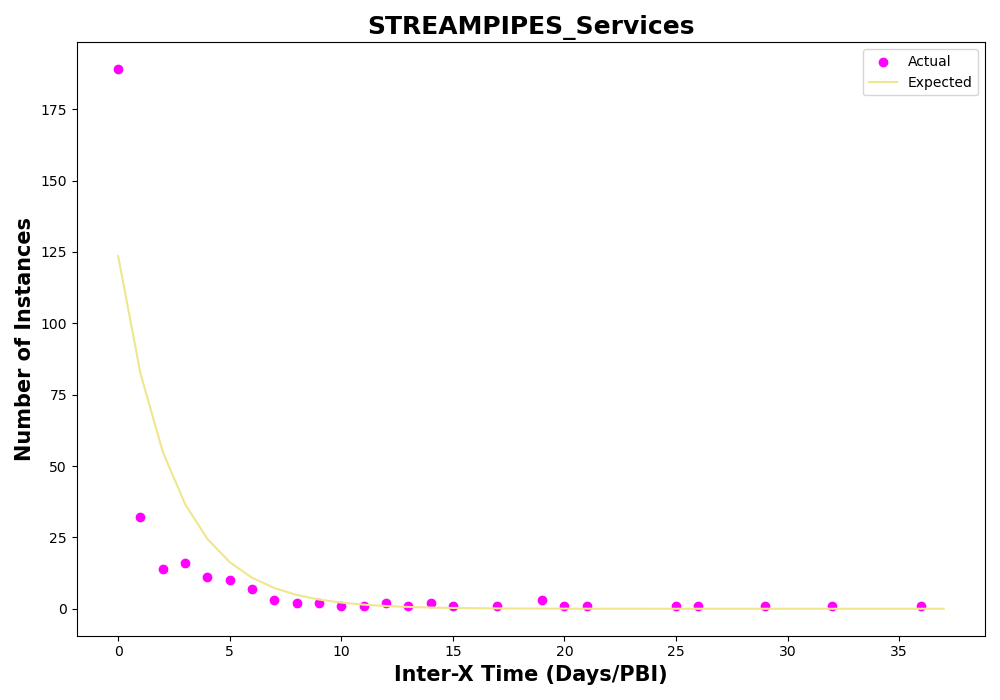 STREAMPIPES_Services
Actual
Expected
Number of Instances
175
150
125
100
75
50
25
0
0 5 10 15 20 25 30 35
Inter-X Time (Days/PBI)